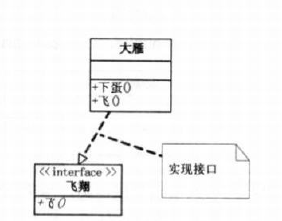 大雁
+下蛋()
+飞()
<<interface>>
飞翔
+飞()
实现接口